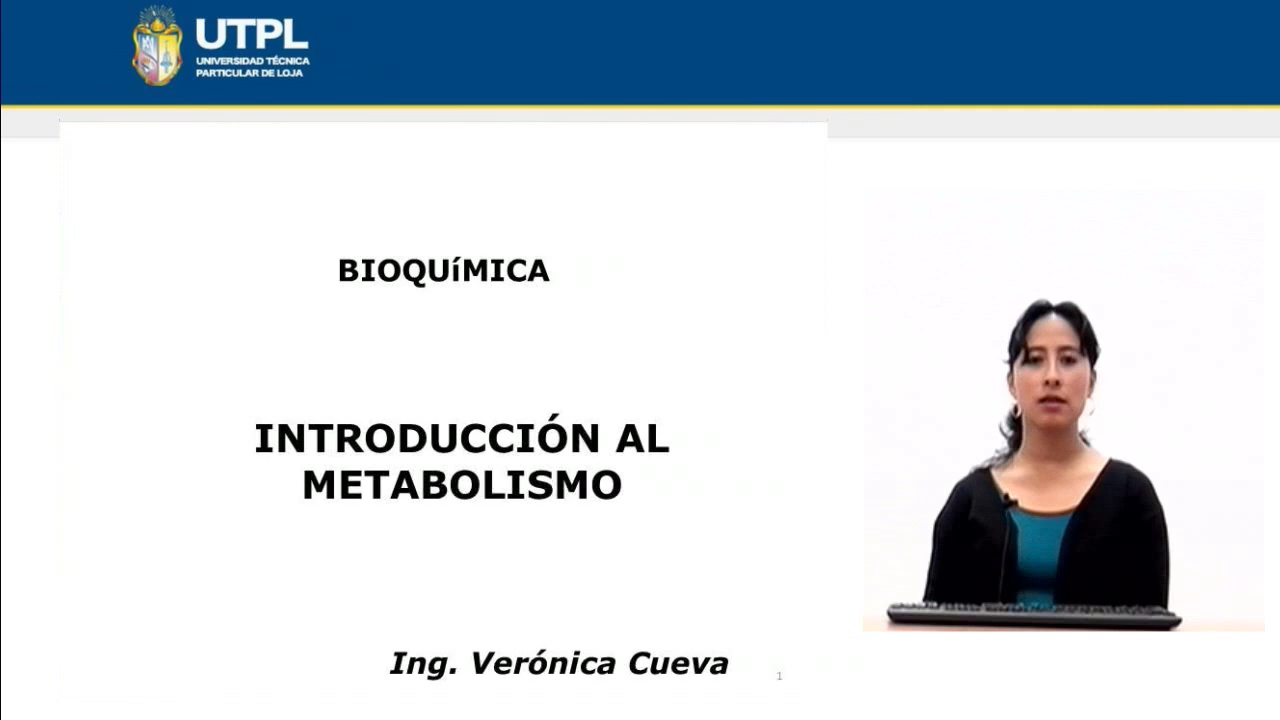 UTPL
UNIVERSIDAD TÉCNICA
PARTICULAR DE LOJA
BIOQUíMICA
INTRODUCCIÓN AL
METABOLISMO
Ing. Verónica Cueva
1